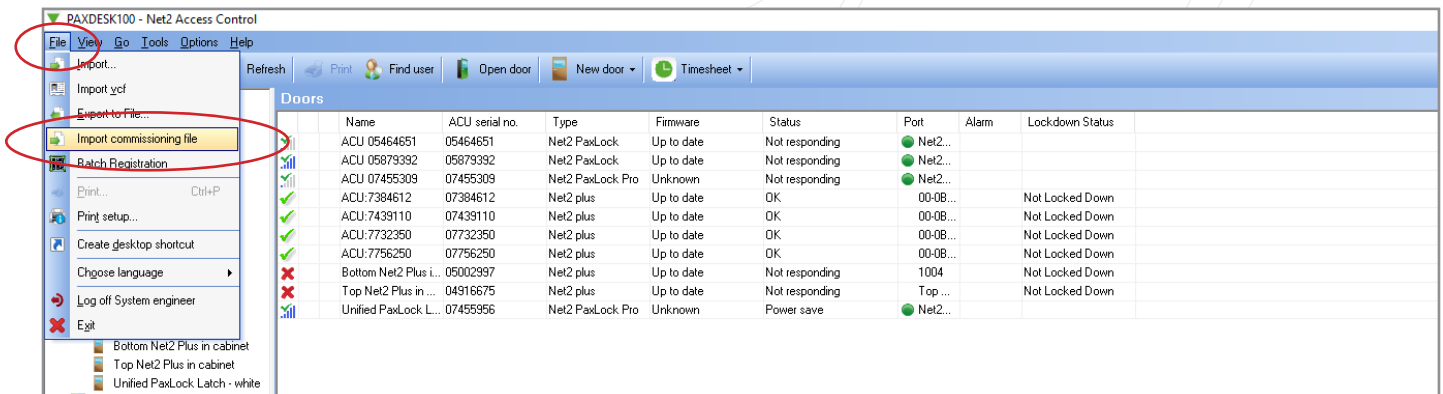 PAXDESK100 - Net2 Access Control
File View Go Tools Options Help
Refresh Print Find user Open door New door Timesheet
Import...
Import vcf
Export to File...
Import commissioning file
Batch Registration
Print... Ctrl+P
Print setup...
Create desktop shortcut
Choose language
Log off System engineer
Exit
Bottom Net2 Plus in cabinet
Top Net2 Plus in cabinet
Unified PaxLock Latch - white
Doors
Name ACU serial no. Type Firmware Status Port Alarm Lockdown Status
ACU 05464651 05464651 Net2 PaxLock Up to date Not responding Net2...
ACU 05879392 05879392 Net2 PaxLock Up to date Not responding Net2...
ACU 07455309 07455309 Net2 PaxLock Pro Unknown Not responding Net2...
ACU:7384612 07384612 Net2 plus Up to date OK 00-0B... Not Locked Down
ACU:7439110 07439110 Net2 plus Up to date OK 00-0B... Not Locked Down
ACU:7732350 07732350 Net2 plus Up to date OK 00-0B... Not Locked Down
ACU:7756250 07756250 Net2 plus Up to date OK 00-0B... Not Locked Down
Bottom Net2 Plus i... 05002997 Net2 plus Up to date Not responding 1004 Not Locked Down
Top Net2 Plus in ... 04916675 Net2 plus Up to date Not responding Top ... Not Locked Down
Unified PaxLock L... 07455956 Net2 PaxLock Pro Unknown Power save Net2...